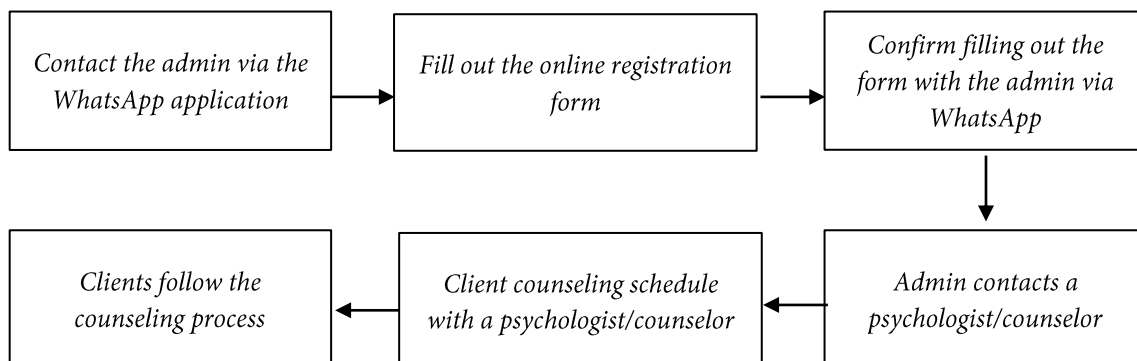 Contact the admin via the
WhatsApp application
Fill out the online registration
form
Confirm filling out the
form with the admin via
WhatsApp
Admin contacts a
psychologist/counselor
Client counseling schedule
with a psychologist/counselor
Clients follow the
counseling process